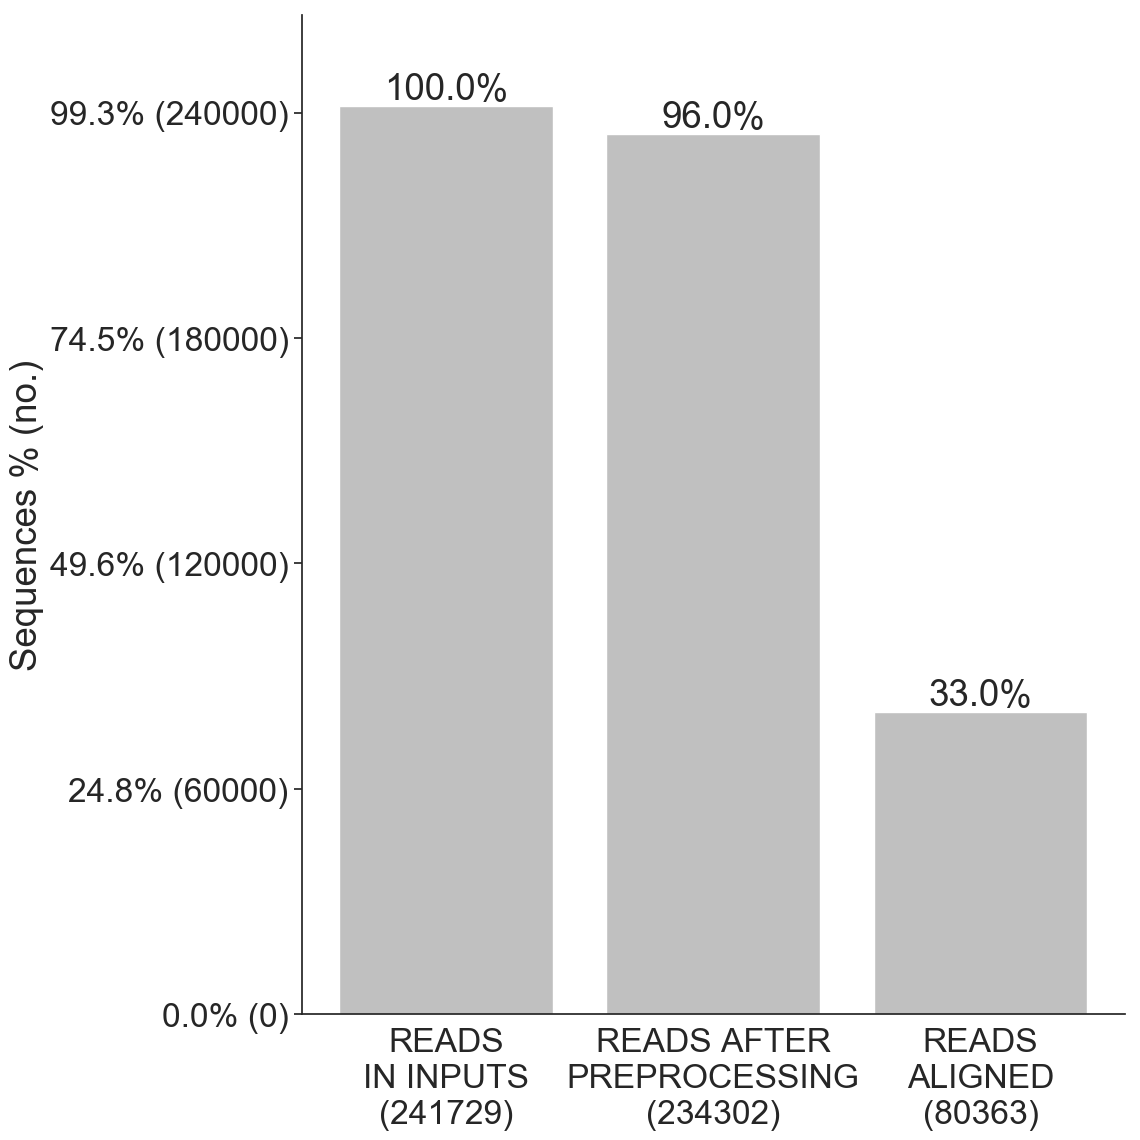 100.0%
99.3% (240000)
96.0%
74.5% (180000)
Sequences % (no.)
49.6% (120000)
33.0%
24.8% (60000)
0.0% (0)
READS
IN INPUTS
(241729)
READS AFTER
PREPROCESSING
(234302)
READS
ALIGNED
(80363)